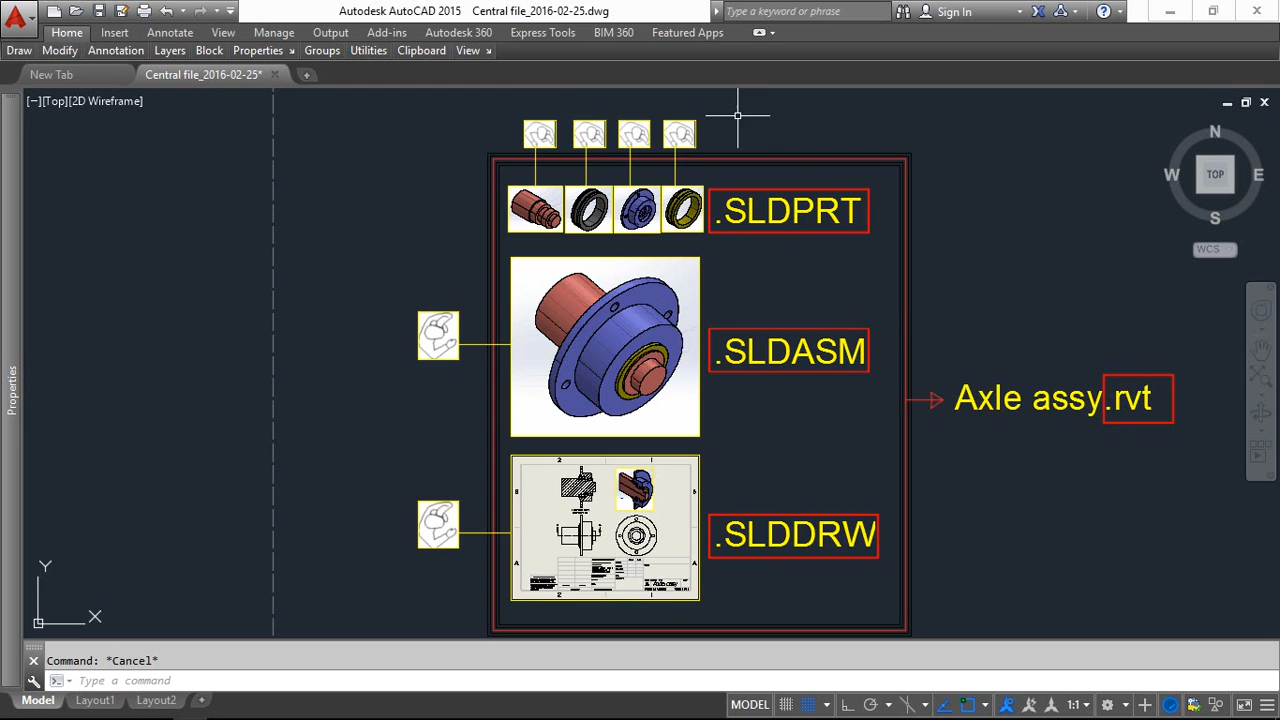 Autodesk AutoCAD 2015 Central file_2016-02-25.dwg
Type a keyword or phrase
Sign In
Home Insert Annotate View Manage Output Add-ins Autodesk 360 Express Tools BIM 360 Featured Apps
Draw Modify Annotation Layers Block Properties Groups Utilities Clipboard View
New Tab Central file_2016-02-25*
[−][Top][2D Wireframe]
N
W TOP E
S
WCS
.SLDPRT
.SLDASM
Axle assy.rvt
.SLDDRW
Properties
Y
X
Command: *Cancel*
Type a command
Model Layout1 Layout2
MODEL 1:1